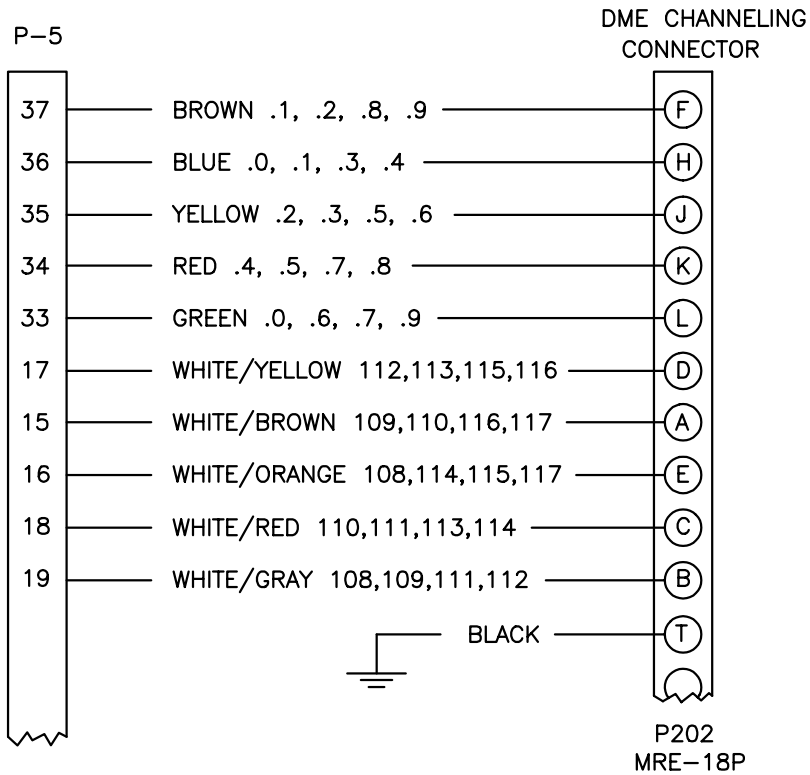 P-5
DME CHANNELING
CONNECTOR
37 BROWN .1, .2, .8, .9 F
36 BLUE .0, .1, .3, .4 H
35 YELLOW .2, .3, .5, .6 J
34 RED .4, .5, .7, .8 K
33 GREEN .0, .6, .7, .9 L
17 WHITE/YELLOW 112,113,115,116 D
15 WHITE/BROWN 109,110,116,117 A
16 WHITE/ORANGE 108,114,115,117 E
18 WHITE/RED 110,111,113,114 C
19 WHITE/GRAY 108,109,111,112 B
BLACK T
P202
MRE-18P